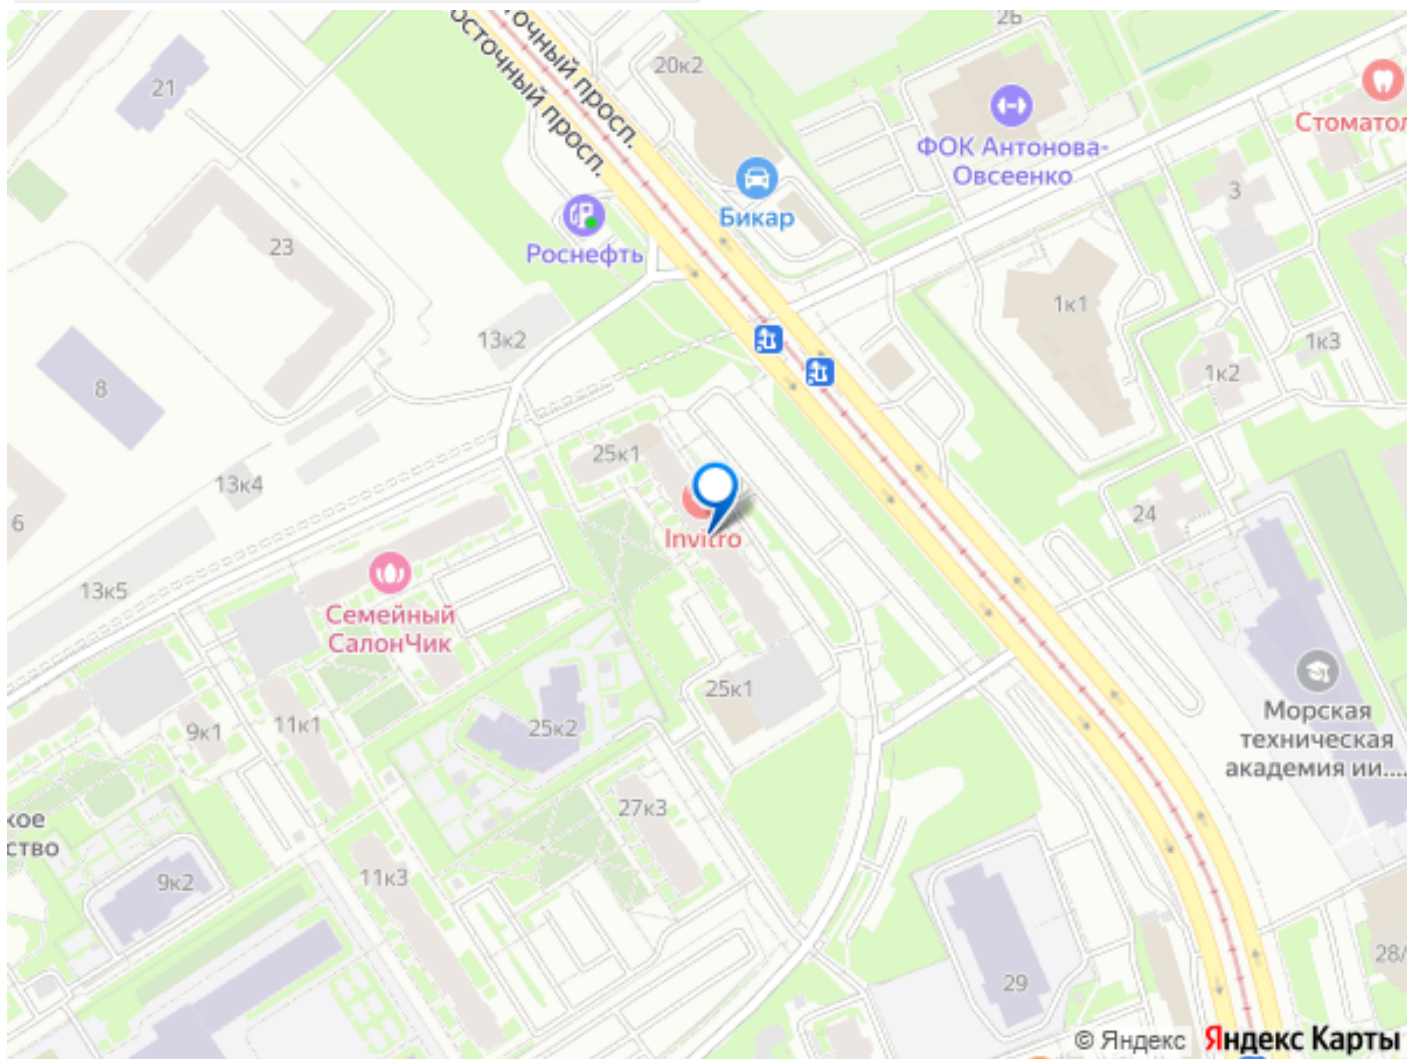 2Б
очный просп.
осточный просп.
20к2
21
Стоматол
ФОК Антонова-
Овсеенко
3
Бикар
Роснефть
23
1к1
13к2
1к3
1к2
8
25к1
13к4
24
6
Invitro
13к5
Семейный
СалонЧик
25к1
Морская
техническая
академия ии....
9к1
11к1
25к2
27к3
кое
ство
11к3
9к2
28/
29
© Яндекс Яндекс Карты